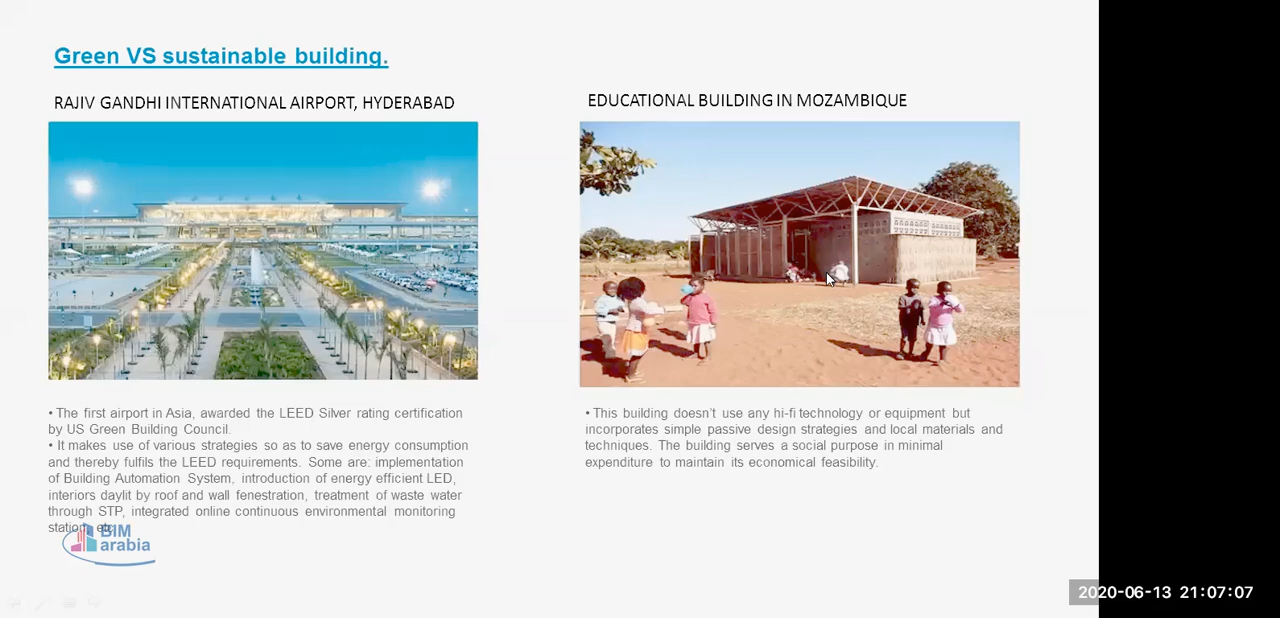 Green VS sustainable building.
RAJIV GANDHI INTERNATIONAL AIRPORT, HYDERABAD
• The first airport in Asia, awarded the LEED Silver rating certification
by US Green Building Council.
• It makes use of various strategies so as to save energy consumption
and thereby fulfils the LEED requirements. Some are: implementation
of Building Automation System, introduction of energy efficient LED,
interiors daylit by roof and wall fenestration, treatment of waste water
through STP, integrated online continuous environmental monitoring
station, etc.
EDUCATIONAL BUILDING IN MOZAMBIQUE
• This building doesn’t use any hi-fi technology or equipment but
incorporates simple passive design strategies and local materials and
techniques. The building serves a social purpose in minimal
expenditure to maintain its economical feasibility.
BIM
arabia
2020-06-13 21:07:07